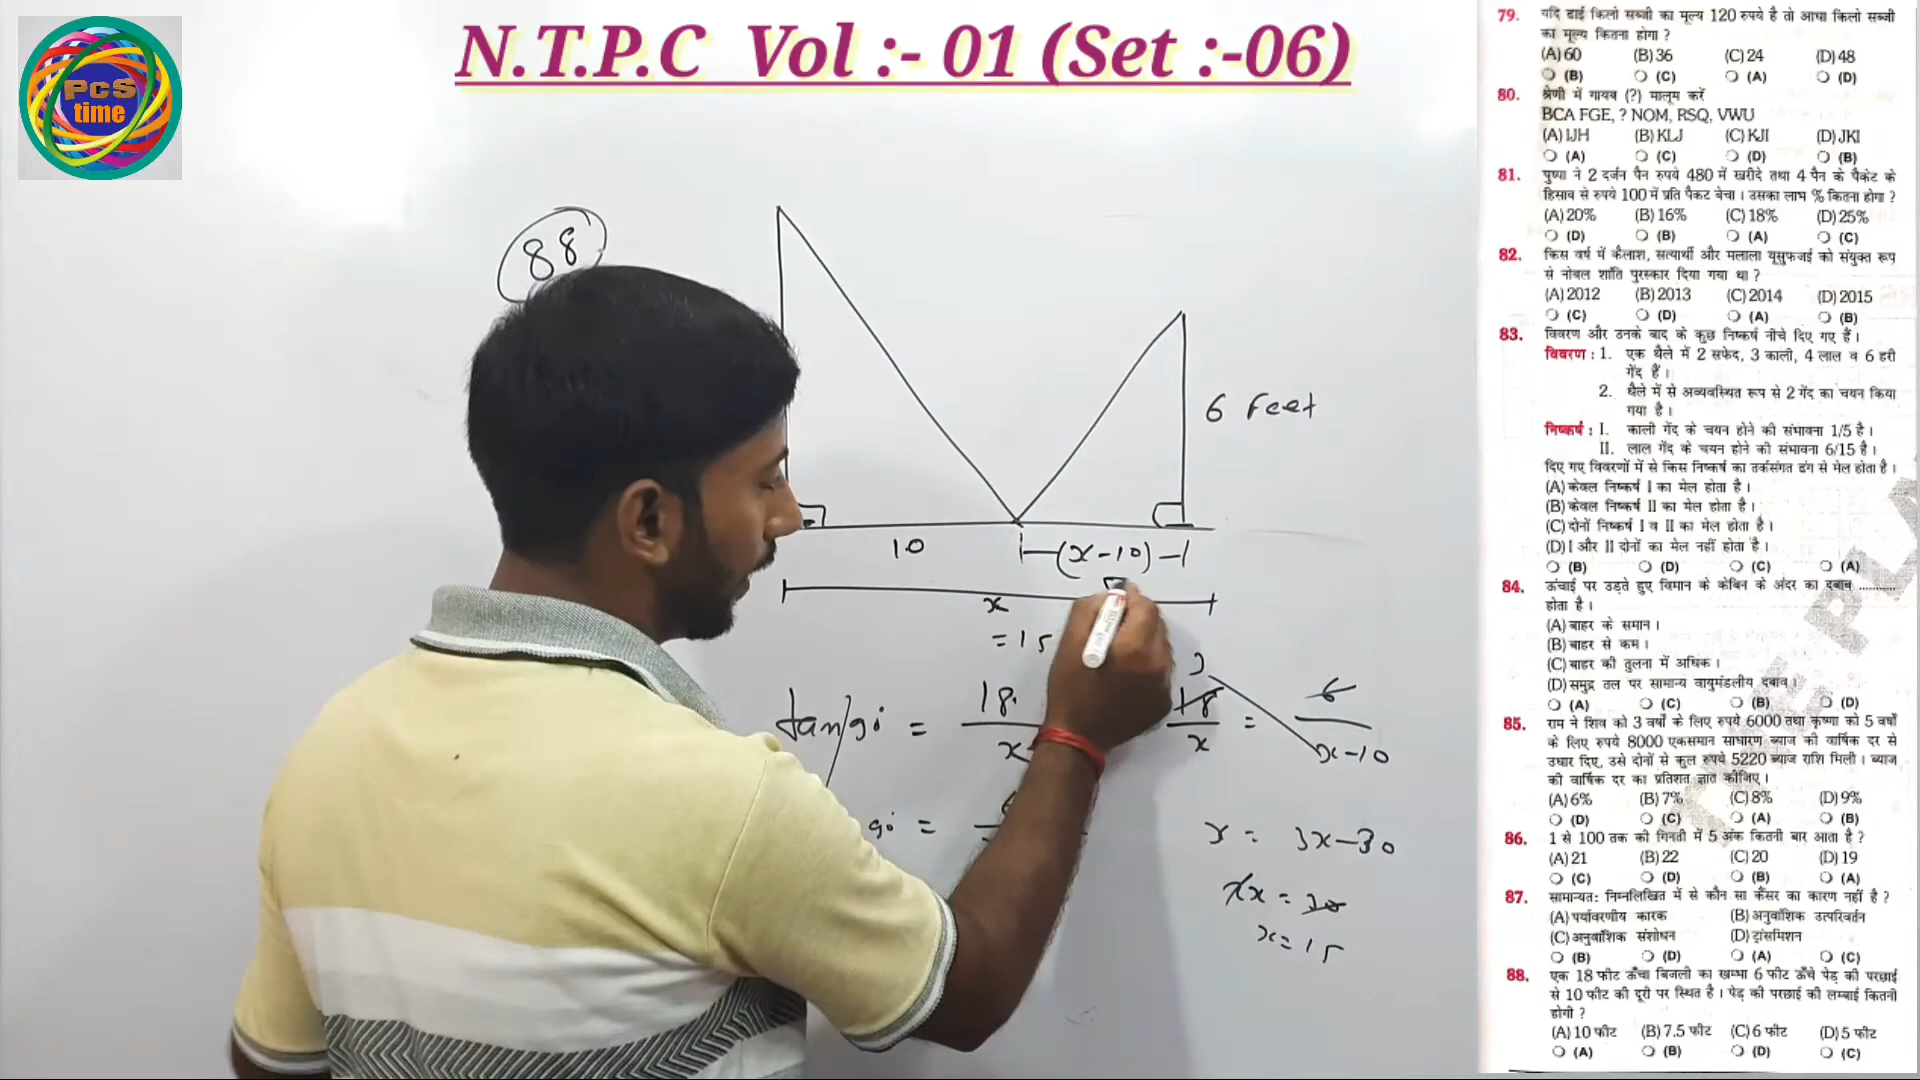 PCS
time
N.T.P.C Vol :- 01 (Set :-06)
88
6 Feet
10
(x-10)
x
= 15
18
x
18
x
=
6
x-10
x = 3x-30
x = 15
79. यदि ढाई किलो सब्जी का मूल्य 120 रुपये है तो आधा किलो सब्जी
का मूल्य कितना होगा ?
(A) 60 (B) 36 (C) 24 (D) 48
(B) (C) (A) (D)
80. श्रेणी में गायब (?) मालूम करें
BCA FGE, ? NOM, RSQ, VWU
(A) IJH (B) KLJ (C) KJI (D) JKI
(A) (C) (D) (B)
81. पुष्पा ने 2 दर्जन पैन रुपये 480 में खरीदे तथा 4 पैन के पैकेट के
हिसाब से रुपये 100 में प्रति पैकट बेचा । उसका लाभ % कितना होगा ?
(A) 20% (B) 16% (C) 18% (D) 25%
(D) (B) (A) (C)
82. किस वर्ष में कैलाश, सत्यार्थी और मलाला यूसुफजई को संयुक्त रूप
से नोबल शांति पुरस्कार दिया गया था ?
(A) 2012 (B) 2013 (C) 2014 (D) 2015
(C) (D) (A) (B)
83. विवरण और उनके बाद के कुछ निष्कर्ष नीचे दिए गए हैं ।
विवरण : 1. एक थैले में 2 सफेद, 3 काली, 4 लाल व 6 हरी
गेंद हैं ।
2. थैले में से अव्यवस्थित रूप से 2 गेंद का चयन किया
गया है ।
निष्कर्ष : I. काली गेंद के चयन होने की संभावना 1/5 है ।
II. लाल गेंद के चयन होने की संभावना 6/15 है ।
दिए गए विवरणों में से किस निष्कर्ष का तर्कसंगत ढंग से मेल होता है ।
(A) केवल निष्कर्ष I का मेल होता है ।
(B) केवल निष्कर्ष II का मेल होता है ।
(C) दोनों निष्कर्ष I व II का मेल होता है ।
(D) I और II दोनों का मेल नहीं होता है ।
(B) (D) (C) (A)
84. ऊंचाई पर उड़ते हुए विमान के केबिन के अंदर का दबाव ...........
होता है ।
(A) बाहर के समान ।
(B) बाहर से कम ।
(C) बाहर की तुलना में अधिक ।
(D) समुद्र तल पर सामान्य वायुमंडलीय दबाव ।
(A) (C) (B) (D)
85. राम ने शिव को 3 वर्षों के लिए रुपये 6000 तथा कृष्णा को 5 वर्षों
के लिए रुपये 8000 एकसमान साधारण ब्याज की वार्षिक दर से
उधार दिए, उसे दोनों से कुल रुपये 5220 ब्याज राशि मिली । ब्याज
की वार्षिक दर का प्रतिशत ज्ञात कीजिए ।
(A) 6% (B) 7% (C) 8% (D) 9%
(D) (C) (A) (B)
86. 1 से 100 तक की गिनती में 5 अंक कितनी बार आता है ?
(A) 21 (B) 22 (C) 20 (D) 19
(C) (D) (B) (A)
87. सामान्यतः निम्नलिखित में से कौन सा कैंसर का कारण नहीं है ?
(A) पर्यावरणीय कारक (B) अनुवांशिक उत्परिवर्तन
(C) अनुवांशिक संशोधन (D) ट्रांसमिशन
(B) (D) (A) (C)
88. एक 18 फीट ऊँचा बिजली का खम्भा 6 फीट ऊँचे पेड़ की परछाई
से 10 फीट की दूरी पर स्थित है । पेड़ की परछाई की लम्बाई कितनी
होगी ?
(A) 10 फीट (B) 7.5 फीट (C) 6 फीट (D) 5 फीट
(A) (B) (D) (C)